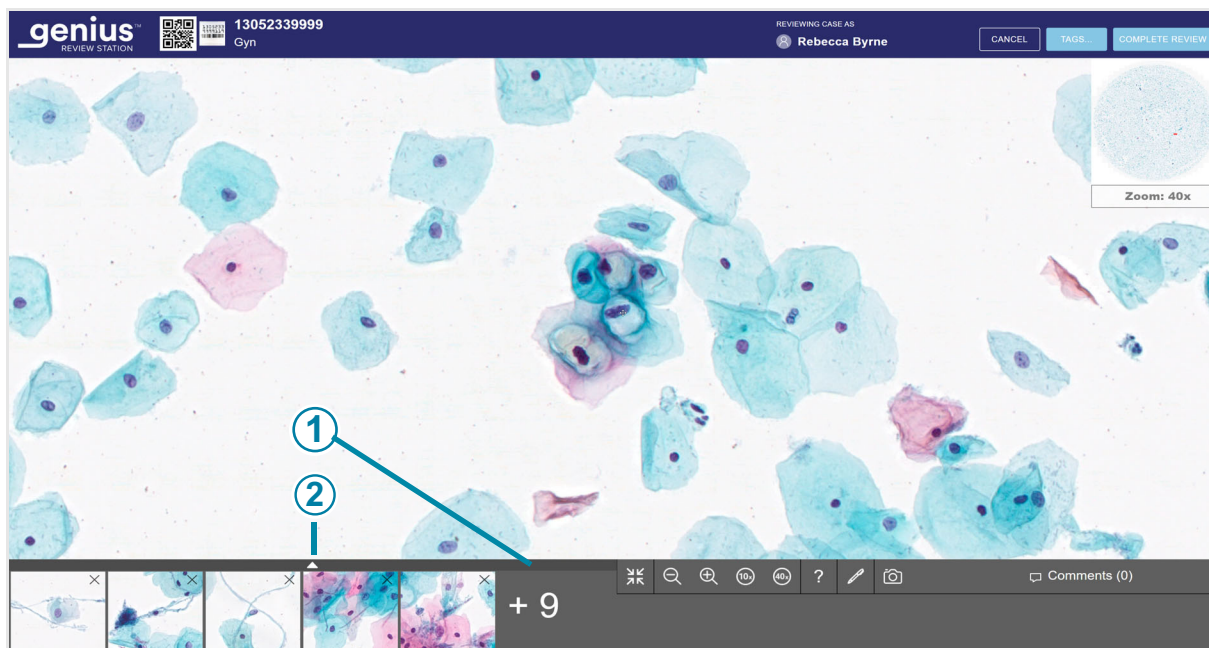 genius™
REVIEW STATION
13052339999
Gyn
REVIEWING CASE AS
Rebecca Byrne
CANCEL
TAGS...
COMPLETE REVIEW
Zoom: 40x
1
2
+ 9
10x
40x
?
Comments (0)